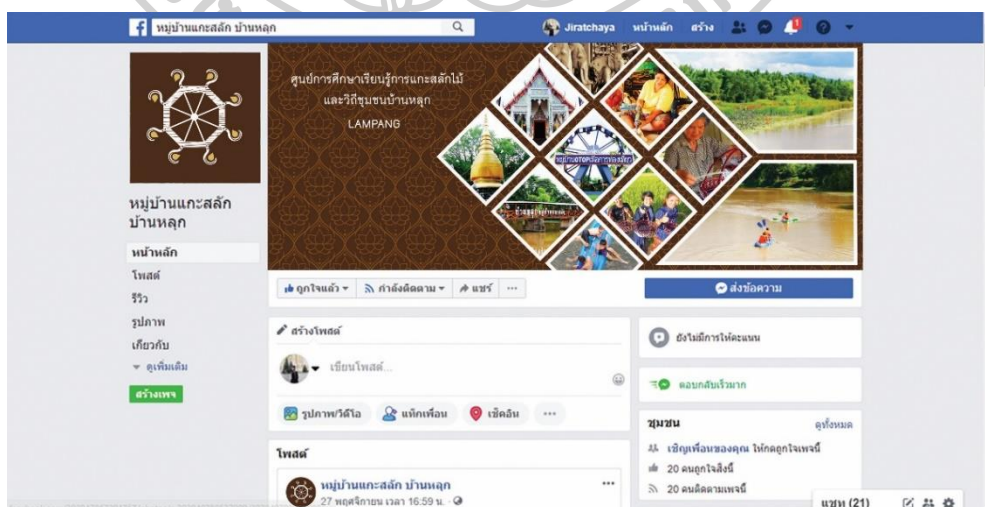 หมู่บ้านแกะสลัก บ้านหลุก
Jiratchaya หน้าหลัก สร้าง 1
ศูนย์การศึกษาเรียนรู้การแกะสลักไม้
และวิถีชุมชนบ้านหลุก
LAMPANG
หมู่บ้านแกะสลัก
บ้านหลุก
หน้าหลัก
โพสต์
รีวิว
รูปภาพ
เกี่ยวกับ
ดูเพิ่มเติม
สร้างเพจ
ถูกใจแล้ว กำลังติดตาม แชร์ ...
ส่งข้อความ
สร้างโพสต์
เขียนโพสต์...
รูปภาพ/วิดีโอ แท็กเพื่อน เช็คอิน ...
โพสต์
หมู่บ้านแกะสลัก บ้านหลุก ...
27 พฤศจิกายน เวลา 16:59 น. ·
ยังไม่มีการให้คะแนน
ตอบกลับเร็วมาก
ชุมชน ดูทั้งหมด
เชิญเพื่อนของคุณ ให้กดถูกใจเพจนี้
20 คนถูกใจสิ่งนี้
20 คนติดตามเพจนี้
แชท (21)